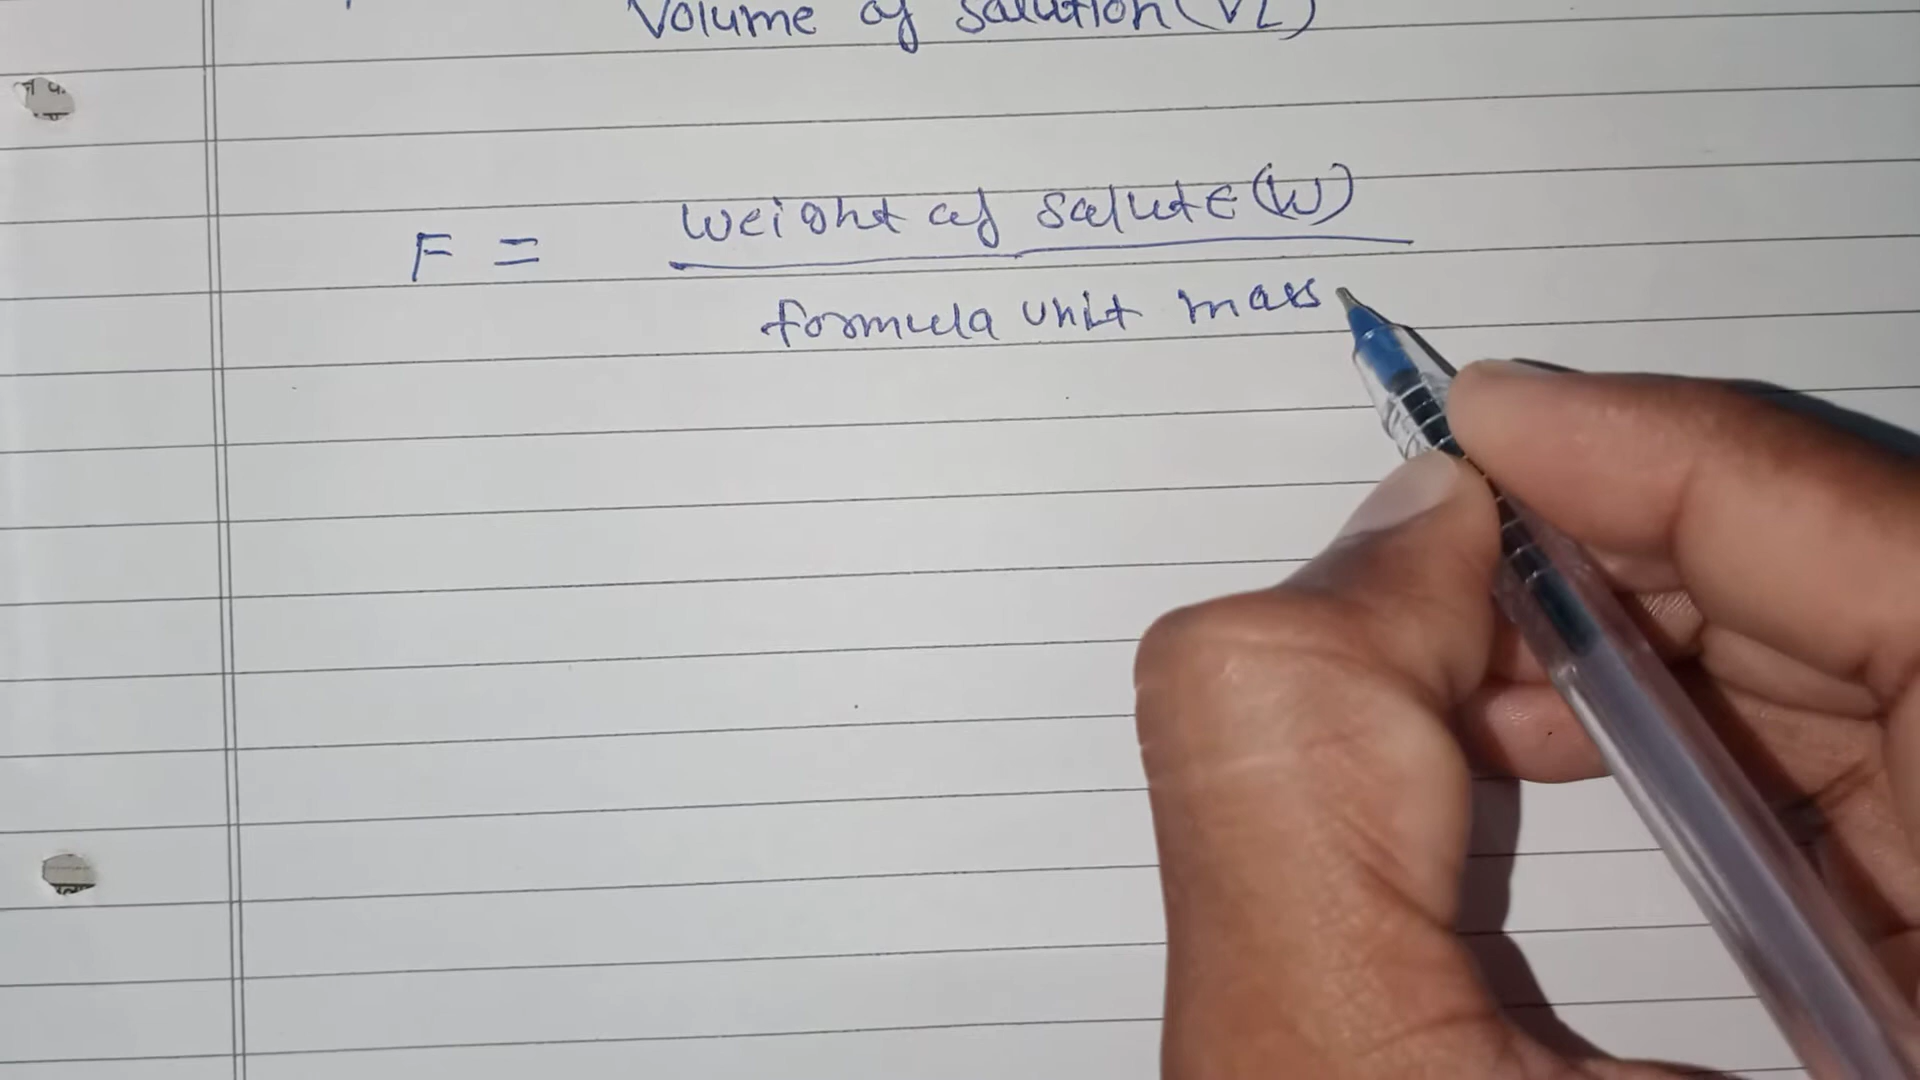 Volume of solution (VL)
weight of solute (W)
F =
formula unit mass